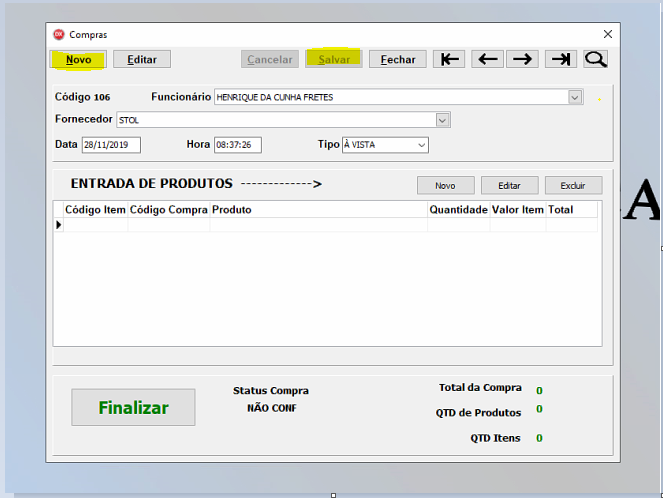 Compras
Novo Editar Cancelar Salvar Fechar
Código 106 Funcionário HENRIQUE DA CUNHA FRETES
Fornecedor STOL
Data 28/11/2019 Hora 08:37:26 Tipo À VISTA
ENTRADA DE PRODUTOS -------------> Novo Editar Excluir
Código Item Código Compra Produto Quantidade Valor Item Total
Finalizar
Status Compra
NÃO CONF
Total da Compra 0
QTD de Produtos 0
QTD Itens 0